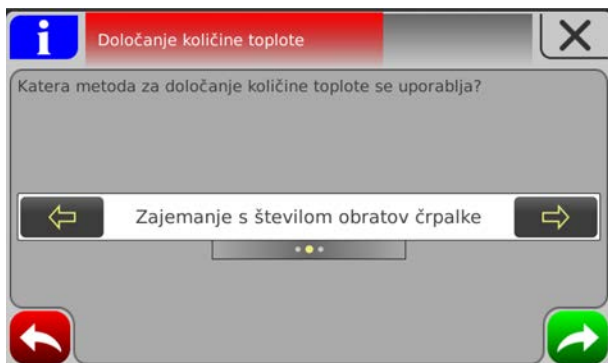 i
Določanje količine toplote
Katera metoda za določanje količine toplote se uporablja?
Zajemanje s številom obratov črpalke